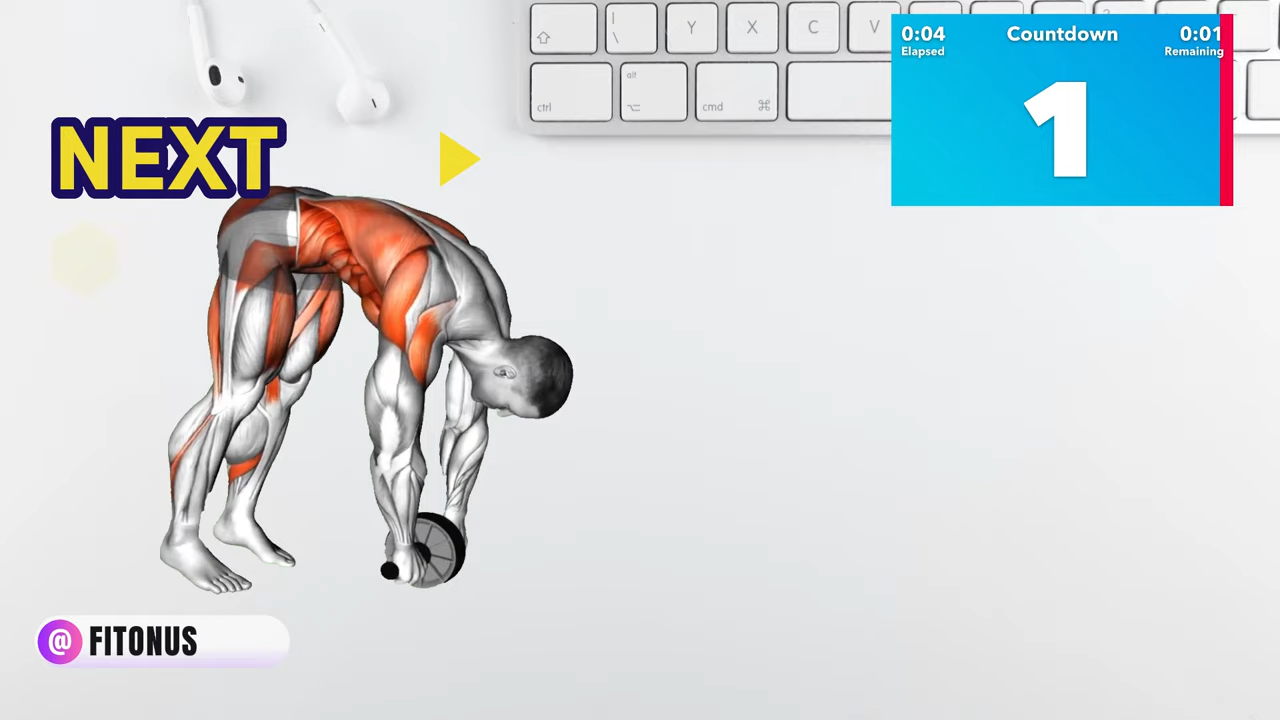 Y X C V
alt
ctrl
cmd ⌘
0:04 Countdown 0:01
Elapsed Remaining
1
NEXT
@ FITONUS